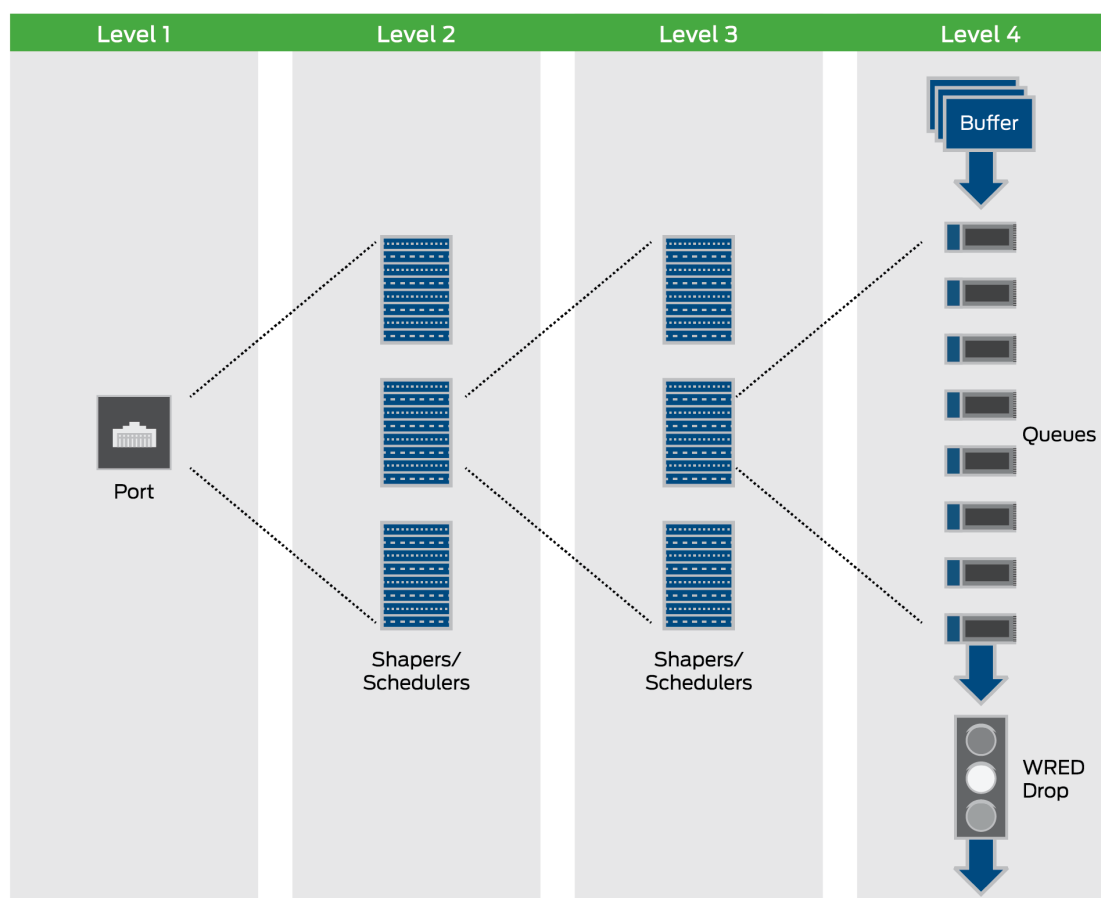 Level 1
Level 2
Level 3
Level 4
Buffer
Port
Shapers/
Schedulers
Shapers/
Schedulers
Queues
WRED
Drop